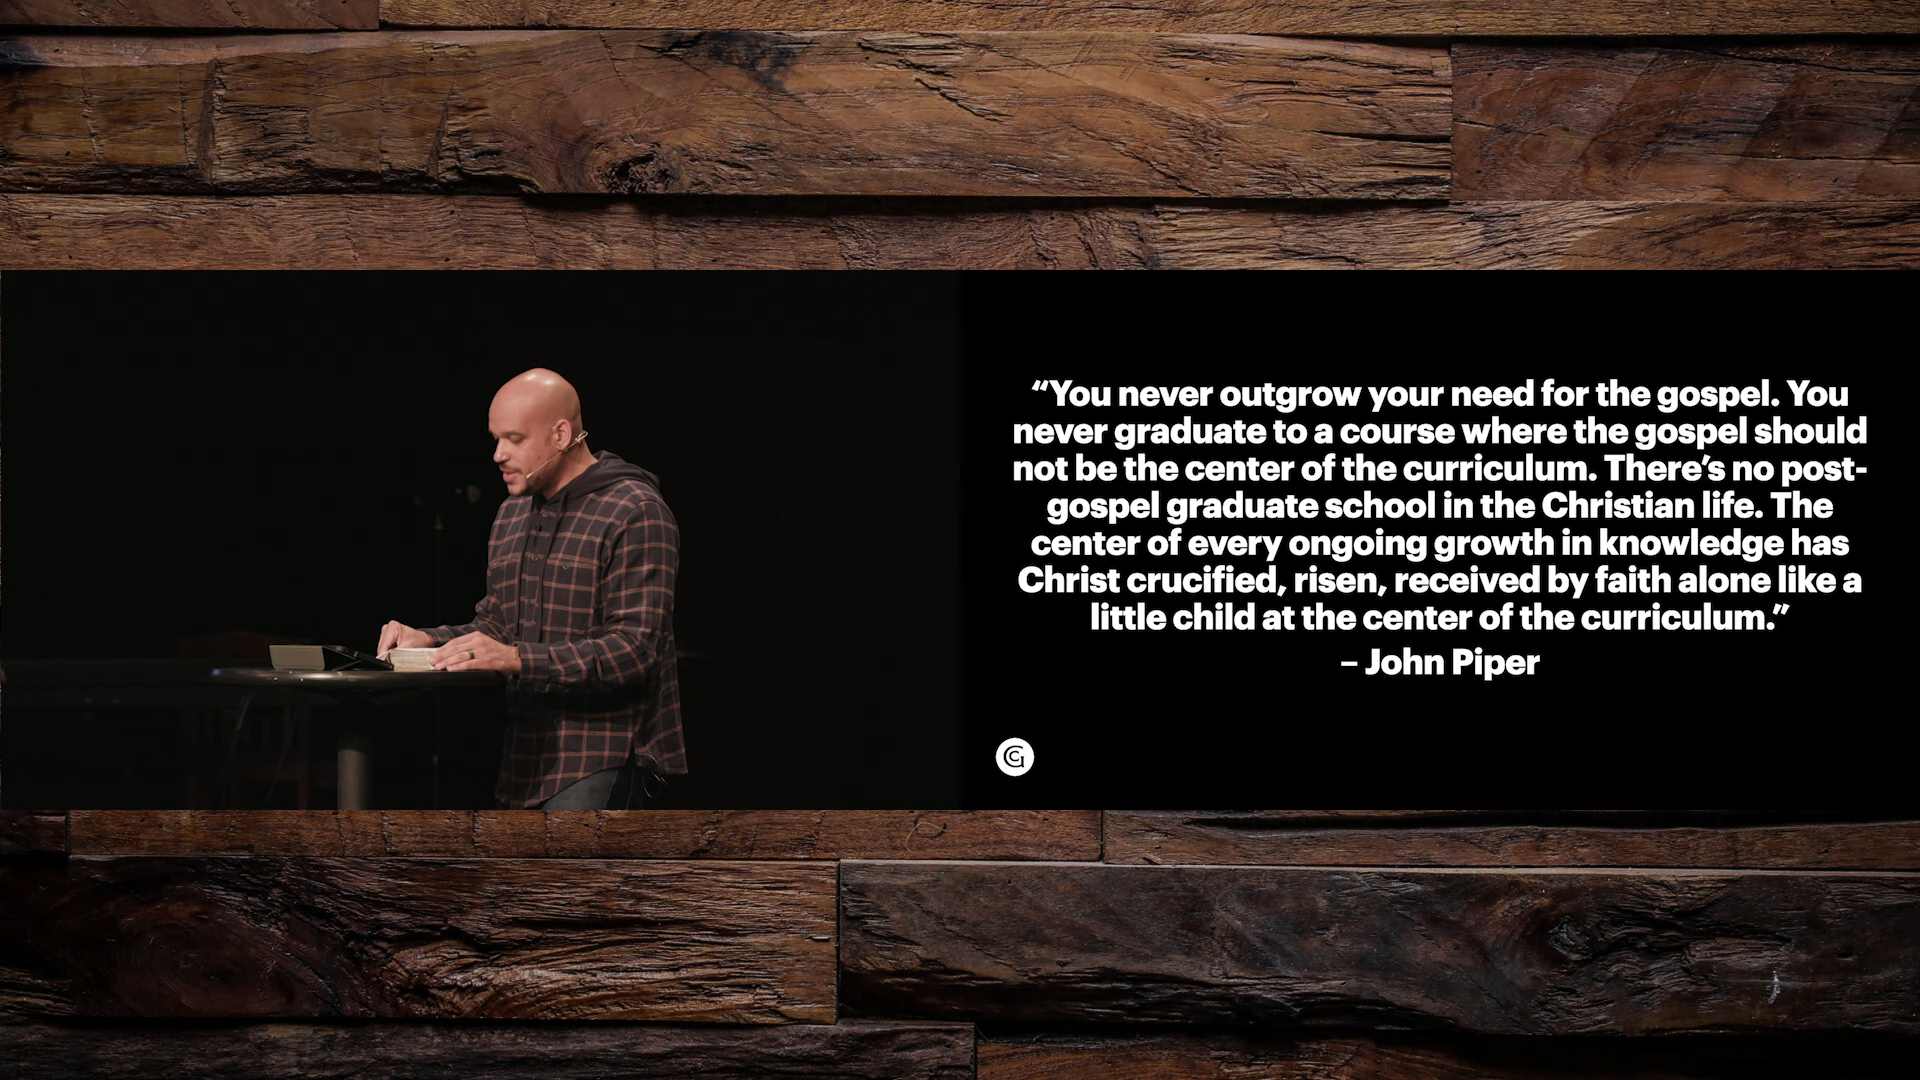 “You never outgrow your need for the gospel. You
never graduate to a course where the gospel should
not be the center of the curriculum. There’s no post-
gospel graduate school in the Christian life. The
center of every ongoing growth in knowledge has
Christ crucified, risen, received by faith alone like a
little child at the center of the curriculum.”
– John Piper